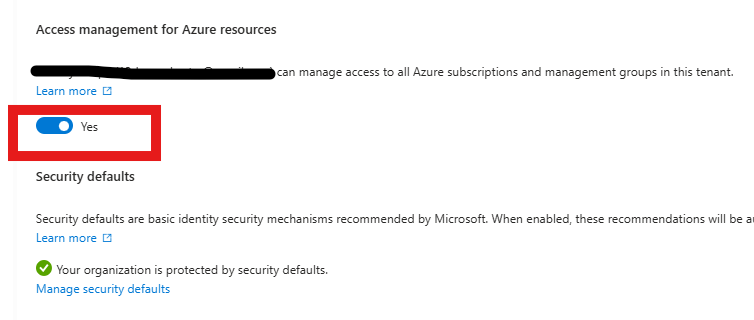 Access management for Azure resources
can manage access to all Azure subscriptions and management groups in this tenant.
Learn more
Yes
Security defaults
Security defaults are basic identity security mechanisms recommended by Microsoft. When enabled, these recommendations will be
Learn more
Your organization is protected by security defaults.
Manage security defaults